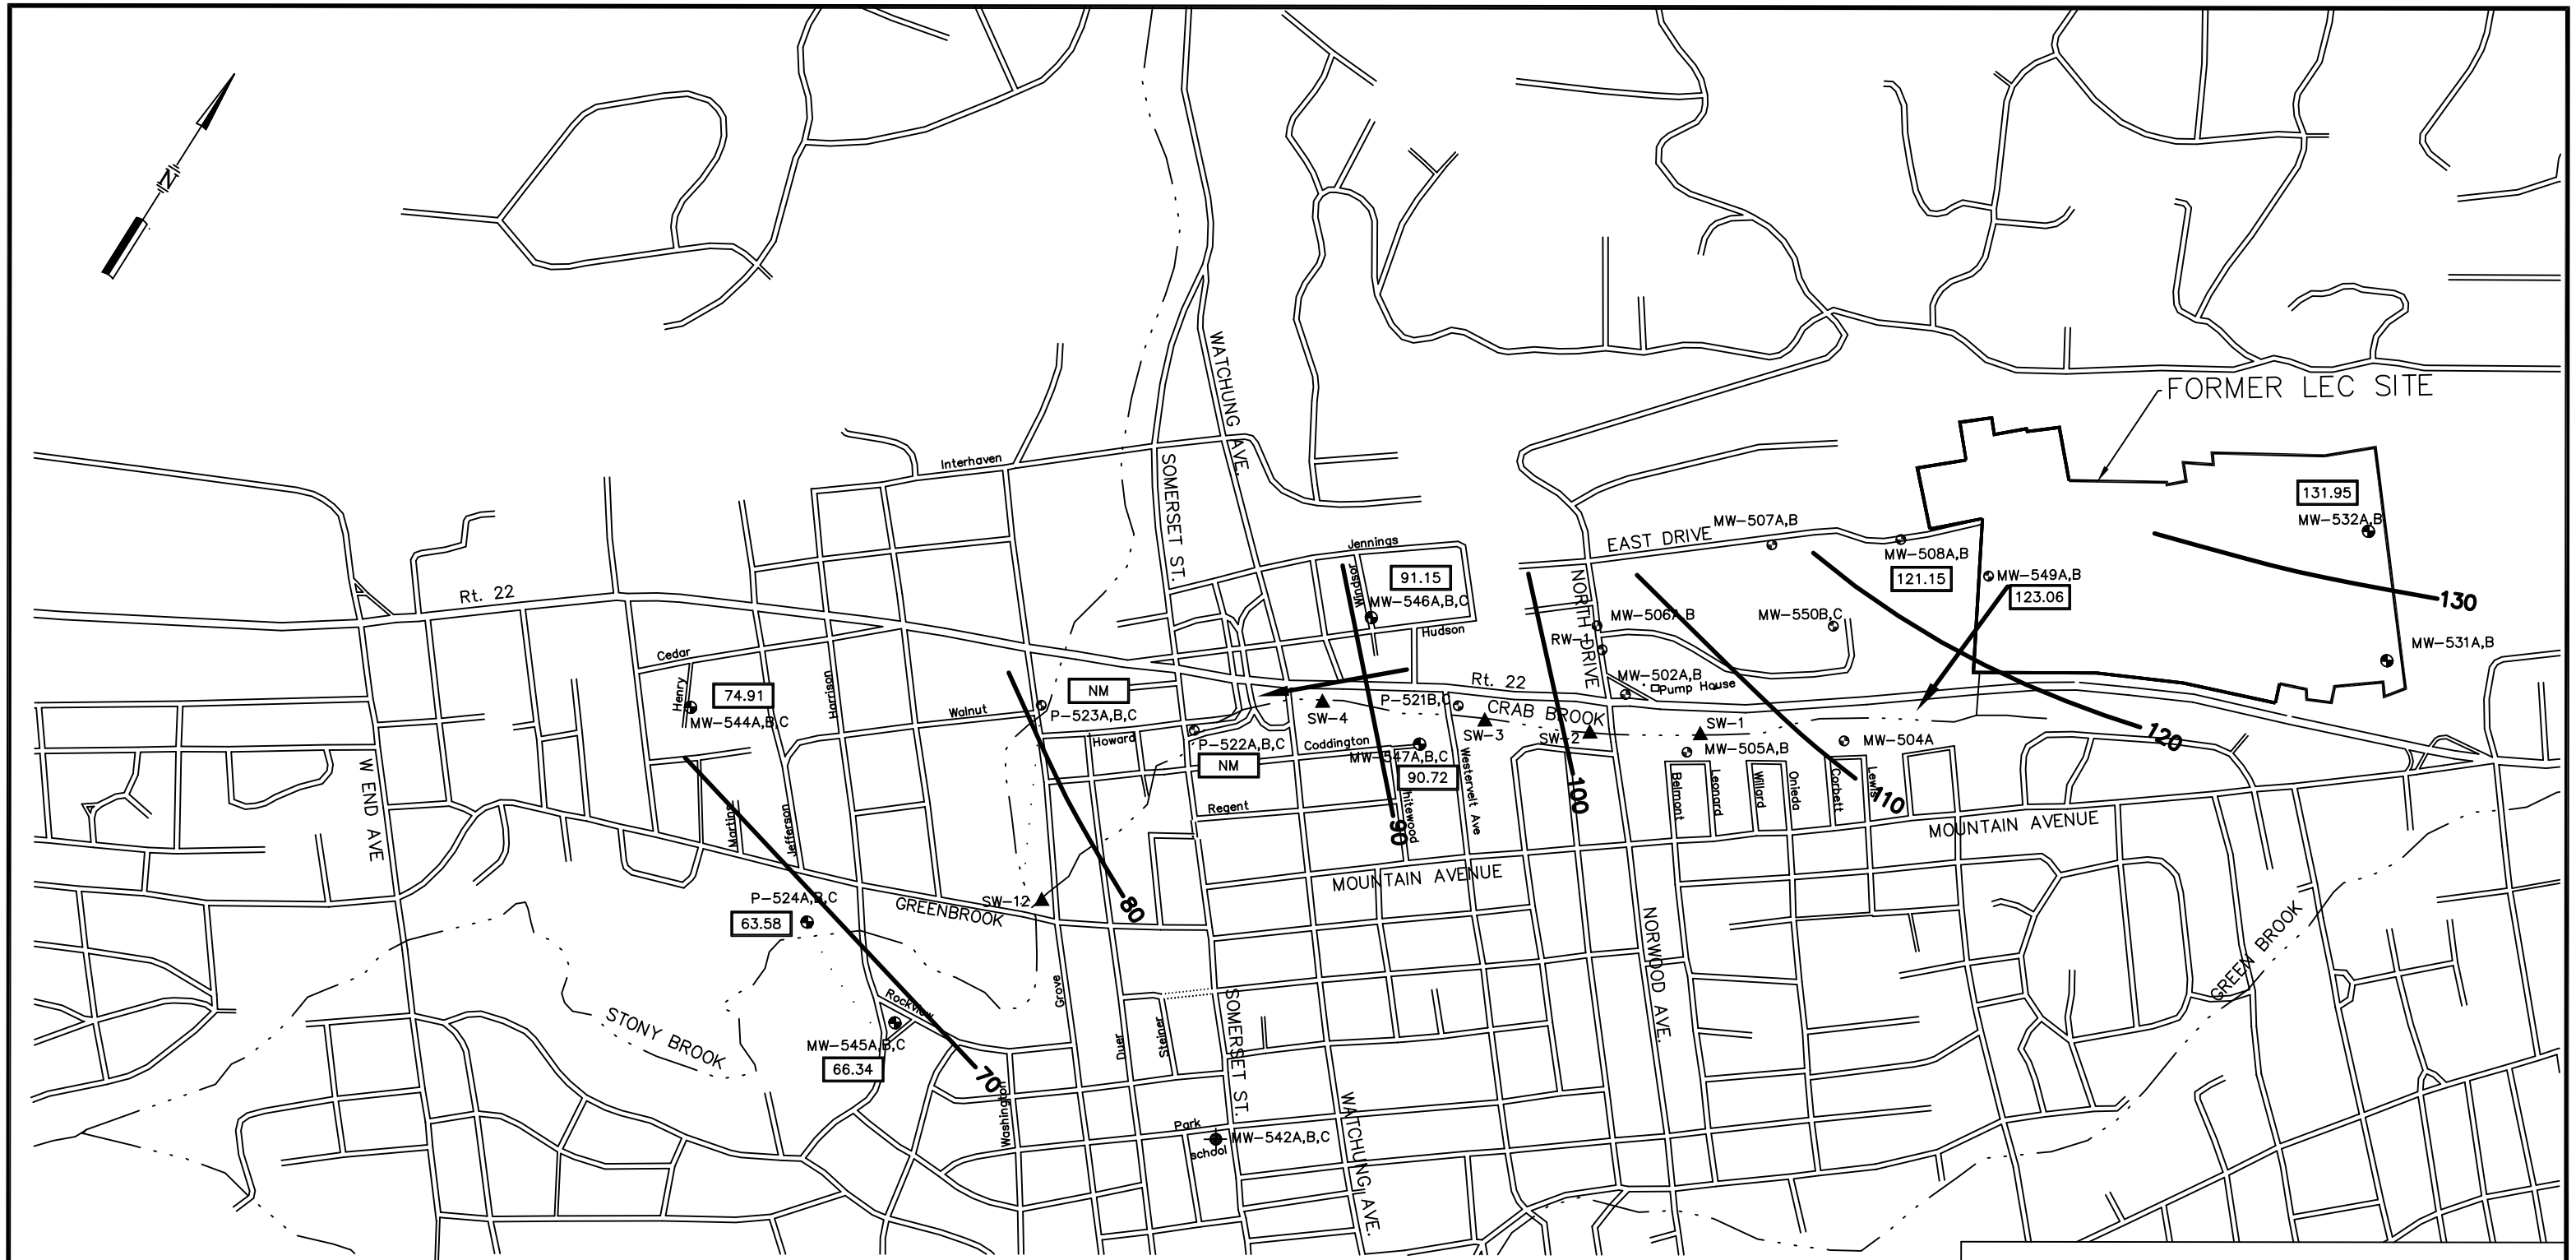 N
FORMER LEC SITE
WATCHUNG AVE.
Interhaven
SOMERSET ST.
131.95
MW-532A,B
MW-507A,B
EAST DRIVE
Jennings
MW-508A,B
121.15
MW-549A,B
123.06
130
91.15
Windsor
MW-546A,B,C
NORTH DRIVE
MW-506A,B
MW-550B,C
Rt. 22
Hudson
RW-1
MW-531A,B
Cedar
Henry
74.91
MW-544A,B,C
Harrison
NM
P-523A,B,C
Walnut
Rt. 22
MW-502A,B
Pump House
SW-4
P-521B,C
CRAB BROOK
SW-3
SW-2
SW-1
MW-504A
120
Howard
P-522A,B,C
NM
Coddington
MW-547A,B,C
90.72
Westervelt Ave
MW-505A,B
Belmont
Leonard
Willard
Onieda
Corbett
Lewis
110
100
W END AVE
Martins
Jefferson
Regent
hitewood
90
MOUNTAIN AVENUE
MOUNTAIN AVENUE
P-524A,B,C
63.58
GREENBROOK
SW-12
80
NORWOOD AVE.
GREEN BROOK
STONY BROOK
Rockview
Grove
MW-545A,B,C
66.34
70
Washington
Duer
Steiner
SOMERSET ST.
WATCHUNG AVE.
Park
school
MW-542A,B,C